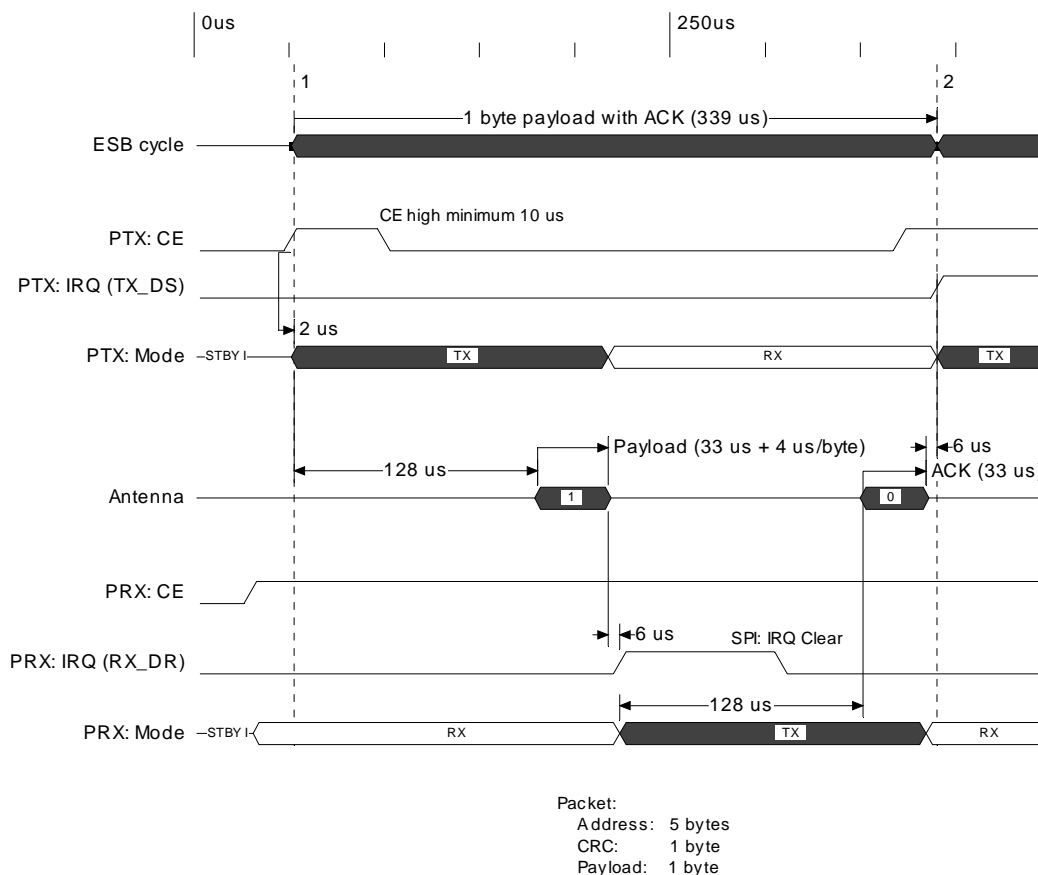 0us
250us
1
2
1 byte payload with ACK (339 us)
ESB cycle
CE high minimum 10 us
PTX: CE
PTX: IRQ (TX_DS)
2 us
PTX: Mode
STBY I
TX
RX
TX
Payload (33 us + 4 us/byte)
6 us
128 us
ACK (33 us)
Antenna
1
0
PRX: CE
6 us
SPI: IRQ Clear
PRX: IRQ (RX_DR)
128 us
PRX: Mode
STBY I
RX
TX
RX
Packet:
Address: 5 bytes
CRC: 1 byte
Payload: 1 byte